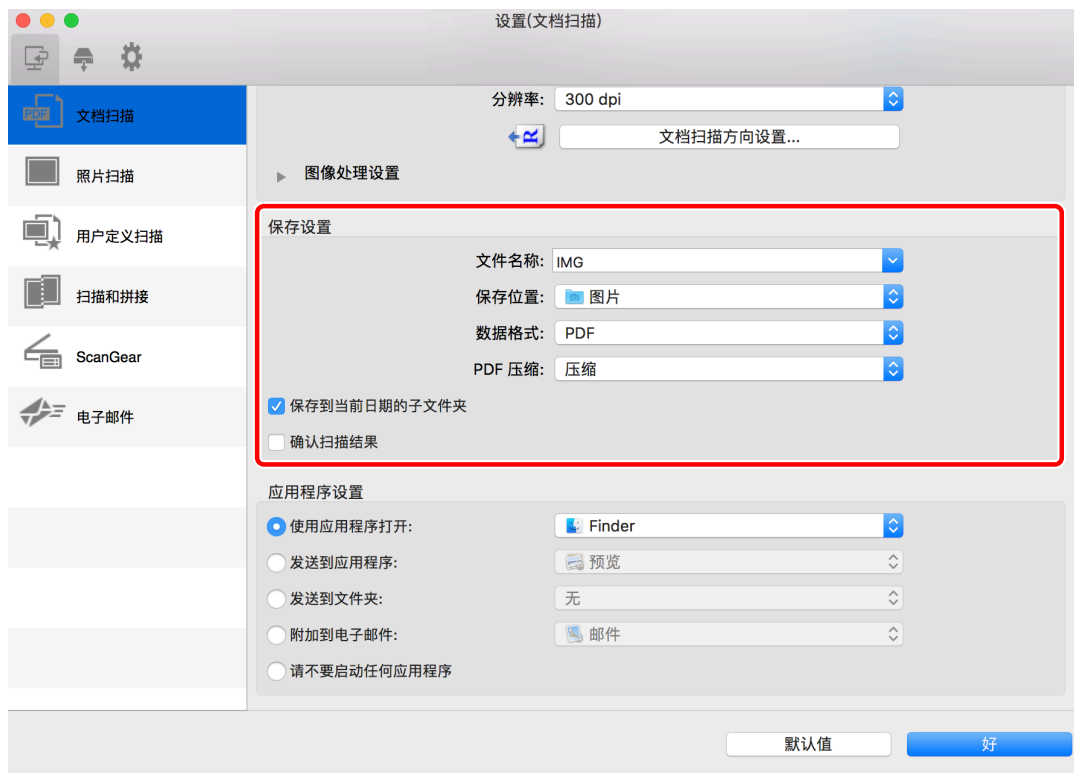 设置(文档扫描)
PDF 文档扫描
照片扫描
用户定义扫描
扫描和拼接
ScanGear
电子邮件
分辨率: 300 dpi
R 文档扫描方向设置...
图像处理设置
保存设置
文件名称: IMG
保存位置: 图片
数据格式: PDF
PDF 压缩: 压缩
保存到当前日期的子文件夹
确认扫描结果
应用程序设置
使用应用程序打开: Finder
发送到应用程序: 预览
发送到文件夹: 无
附加到电子邮件: 邮件
请不要启动任何应用程序
默认值 好